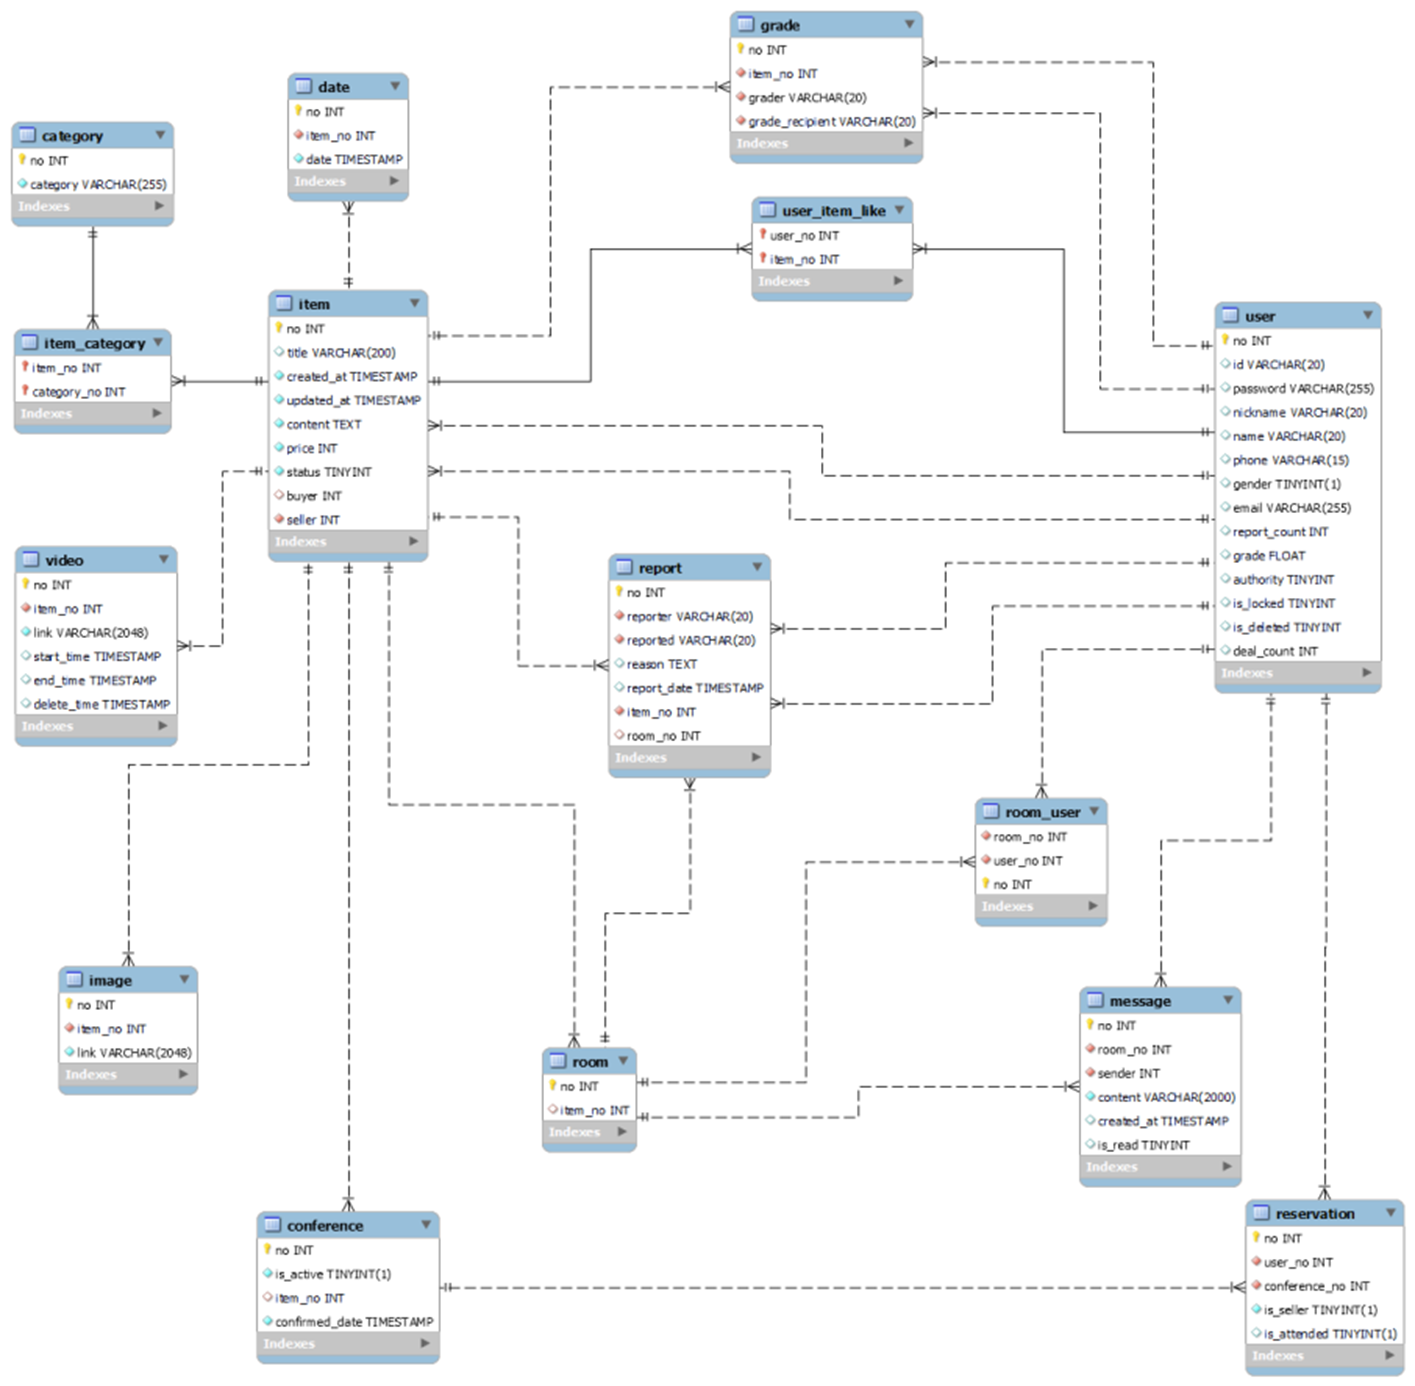 grade
no INT
item_no INT
grader VARCHAR(20)
grade_recipient VARCHAR(20)
Indexes
date
no INT
item_no INT
date TIMESTAMP
Indexes
category
no INT
category VARCHAR(255)
Indexes
user_item_like
user_no INT
item_no INT
Indexes
item
no INT
title VARCHAR(200)
created_at TIMESTAMP
updated_at TIMESTAMP
content TEXT
price INT
status TINYINT
buyer INT
seller INT
Indexes
user
no INT
id VARCHAR(20)
password VARCHAR(255)
nickname VARCHAR(20)
name VARCHAR(20)
phone VARCHAR(15)
gender TINYINT(1)
email VARCHAR(255)
report_count INT
grade FLOAT
authority TINYINT
is_locked TINYINT
is_deleted TINYINT
deal_count INT
Indexes
item_category
item_no INT
category_no INT
Indexes
video
no INT
item_no INT
link VARCHAR(2048)
start_time TIMESTAMP
end_time TIMESTAMP
delete_time TIMESTAMP
Indexes
report
no INT
reporter VARCHAR(20)
reported VARCHAR(20)
reason TEXT
report_date TIMESTAMP
item_no INT
room_no INT
Indexes
room_user
room_no INT
user_no INT
no INT
Indexes
image
no INT
item_no INT
link VARCHAR(2048)
Indexes
message
no INT
room_no INT
sender INT
content VARCHAR(2000)
created_at TIMESTAMP
is_read TINYINT
Indexes
room
no INT
item_no INT
Indexes
conference
no INT
is_active TINYINT(1)
item_no INT
confirmed_date TIMESTAMP
Indexes
reservation
no INT
user_no INT
conference_no INT
is_seller TINYINT(1)
is_attended TINYINT(1)
Indexes